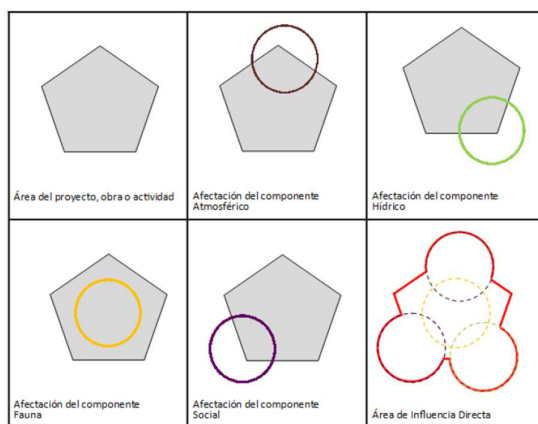 Área del proyecto, obra o actividad
Afectación del componente
Atmosférico
Afectación del componente
Hídrico
Afectación del componente
Fauna
Afectación del componente
Social
Área de Influencia Directa